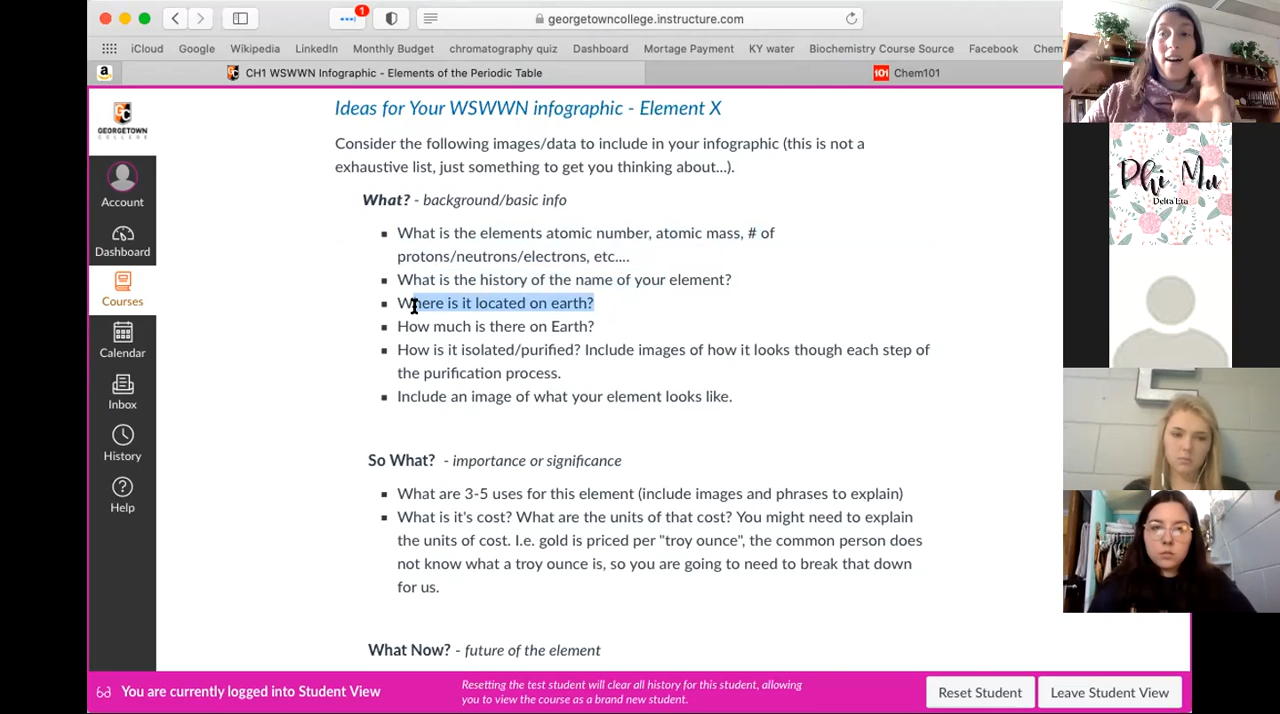 1
georgetowncollege.instructure.com
iCloud Google Wikipedia LinkedIn Monthly Budget chromatography quiz Dashboard Mortage Payment KY water Biochemistry Course Source Facebook Chem
a CH1 WSWWN Infographic - Elements of the Periodic Table 101 Chem101
GEORGETOWN
COLLEGE
Account
Dashboard
Courses
Calendar
Inbox
History
Help
Ideas for Your WSWWN infographic - Element X
Consider the following images/data to include in your infographic (this is not a
exhaustive list, just something to get you thinking about...).
What? - background/basic info
What is the elements atomic number, atomic mass, # of
protons/neutrons/electrons, etc....
What is the history of the name of your element?
Where is it located on earth?
How much is there on Earth?
How is it isolated/purified? Include images of how it looks though each step of
the purification process.
Include an image of what your element looks like.
So What? - importance or significance
What are 3-5 uses for this element (include images and phrases to explain)
What is it's cost? What are the units of that cost? You might need to explain
the units of cost. I.e. gold is priced per "troy ounce", the common person does
not know what a troy ounce is, so you are going to need to break that down
for us.
What Now? - future of the element
You are currently logged into Student View
Resetting the test student will clear all history for this student, allowing
you to view the course as a brand new student.
Reset Student
Leave Student View
Phi Mu
Delta Eta